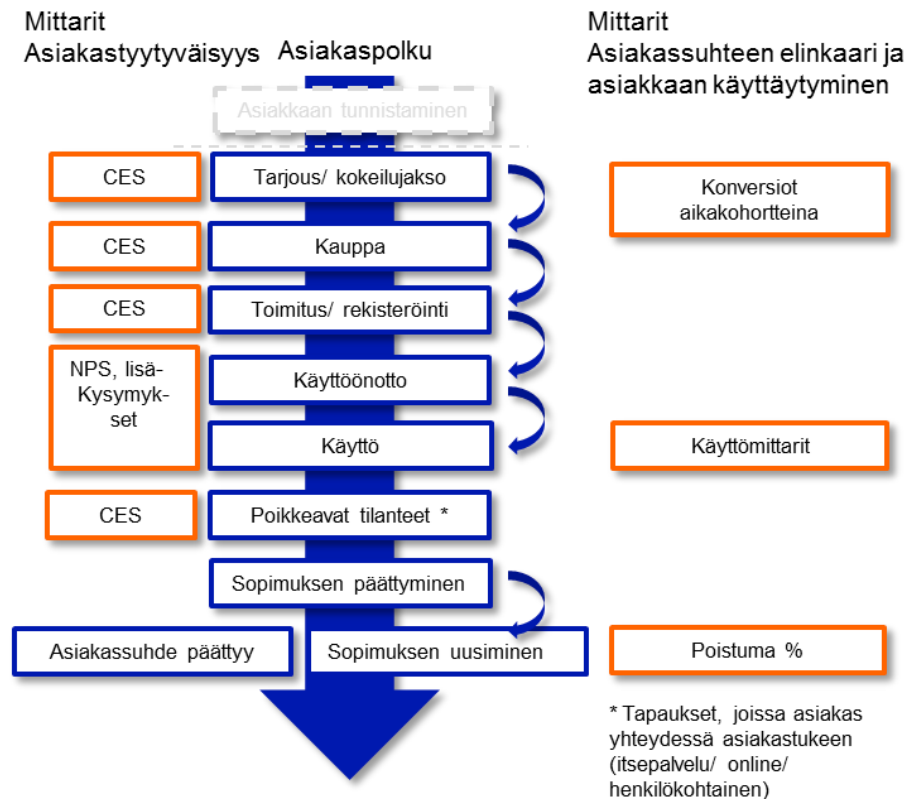 Mittarit
Asiakastyytyväisyys
Asiakaspolku
Mittarit
Asiakassuhteen elinkaari ja
asiakkaan käyttäytyminen
Asiakkaan tunnistaminen
CES
Tarjous/ kokeilujakso
Konversiot
aikakohortteina
CES
Kauppa
CES
Toimitus/ rekisteröinti
NPS, lisä-
Kysymyk-
set
Käyttöönotto
Käyttö
Käyttömittarit
CES
Poikkeavat tilanteet *
Sopimuksen päättyminen
Asiakassuhde päättyy
Sopimuksen uusiminen
Poistuma %
* Tapaukset, joissa asiakas
yhteydessä asiakastukeen
(itsepalvelu/ online/
henkilökohtainen)